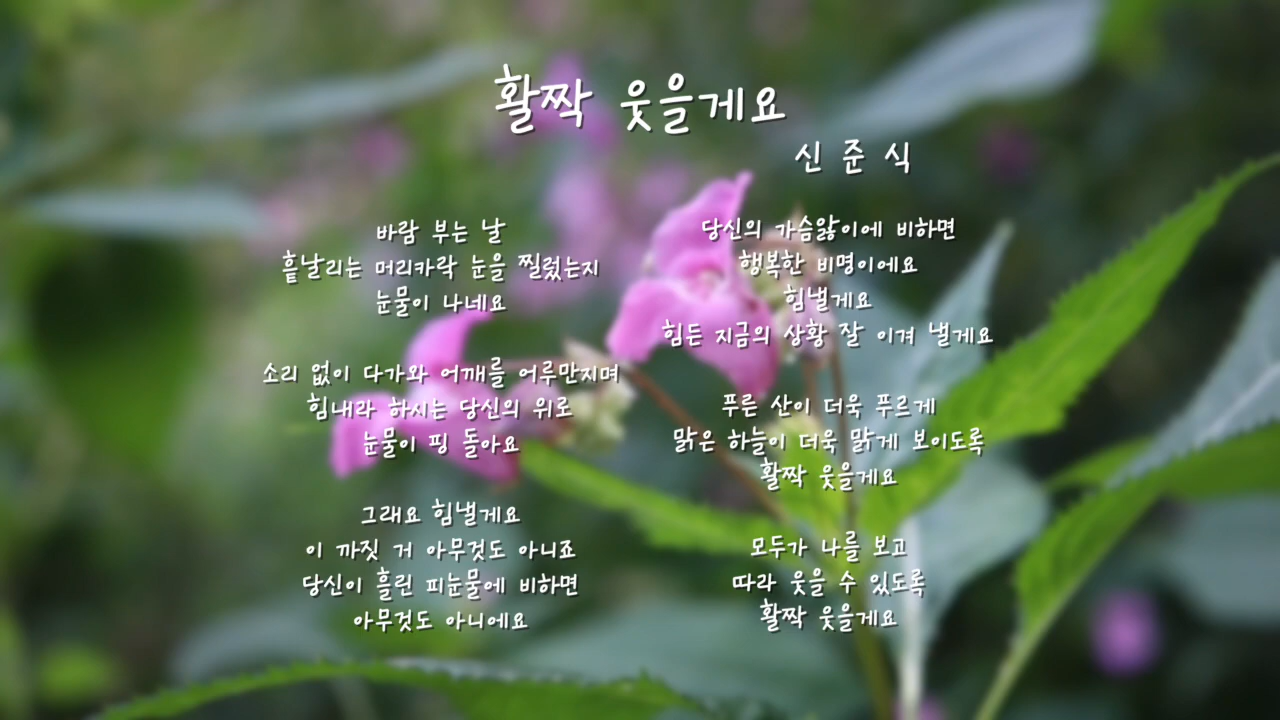 활짝 웃을게요
신 준 식
바람 부는 날
흩날리는 머리카락 눈을 찔렀는지
눈물이 나네요
소리 없이 다가와 어깨를 어루만지며
힘내라 하시는 당신의 위로
눈물이 핑 돌아요
그래요 힘낼게요
이 까짓 거 아무것도 아니죠
당신이 흘린 피눈물에 비하면
아무것도 아니에요
당신의 가슴앓이에 비하면
행복한 비명이에요
힘낼게요
힘든 지금의 상황 잘 이겨 낼게요
푸른 산이 더욱 푸르게
맑은 하늘이 더욱 맑게 보이도록
활짝 웃을게요
모두가 나를 보고
따라 웃을 수 있도록
활짝 웃을게요